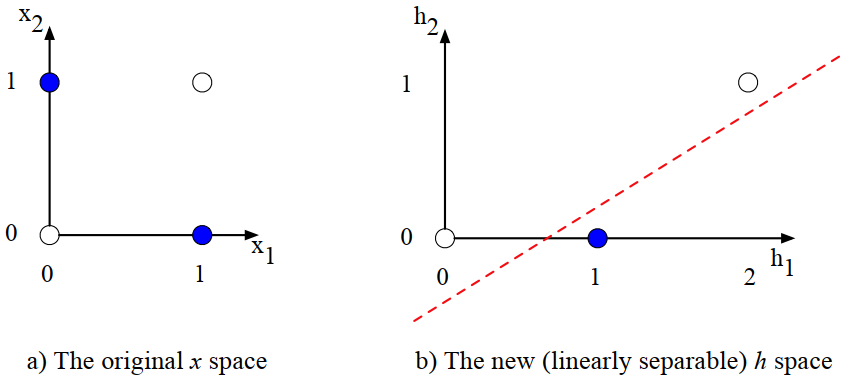 x2
1
0
x1
0
1
a) The original x space
h2
1
0
h1
0
1
2
b) The new (linearly separable) h space